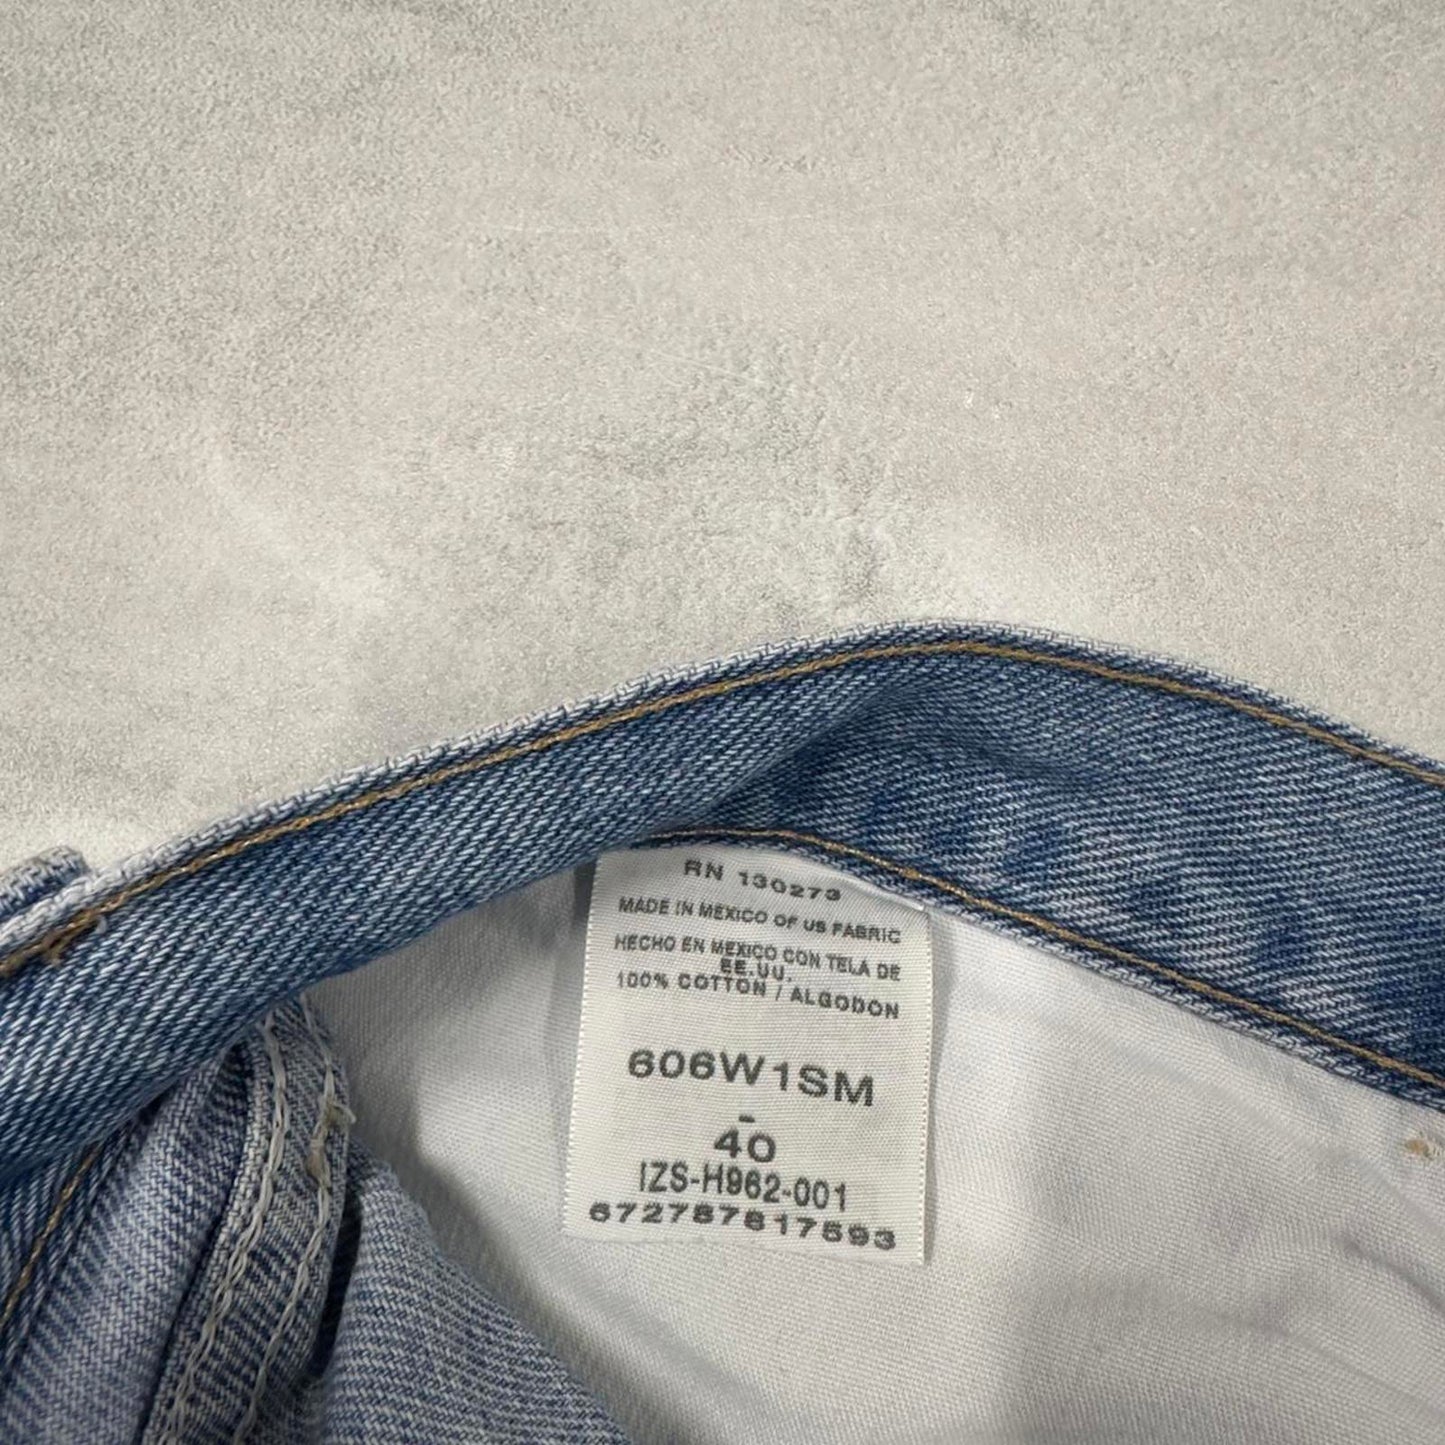 RN 130273
MADE IN MEXICO OF US FABRIC
HECHO EN MEXICO CON TELA DE
EE.UU.
100% COTTON / ALGODON
606W1SM
-
40
IZS-H962-001
672787817593